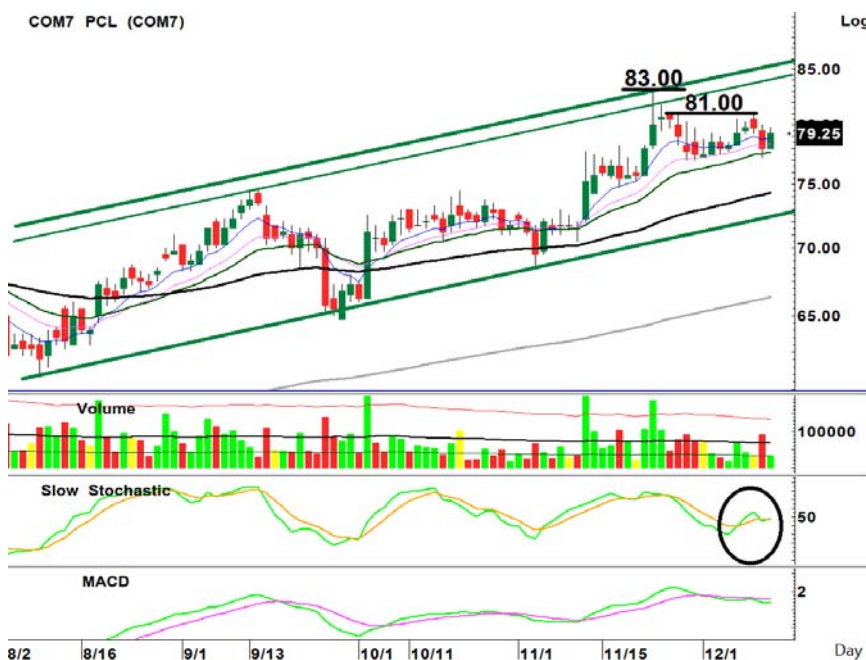 COM7 PCL (COM7)
Log
85.00
83.00
81.00
79.25
75.00
70.00
65.00
Volume
100000
Slow Stochastic
50
MACD
2
8/2 8/16 9/1 9/13 10/1 10/11 11/1 11/15 12/1 Day